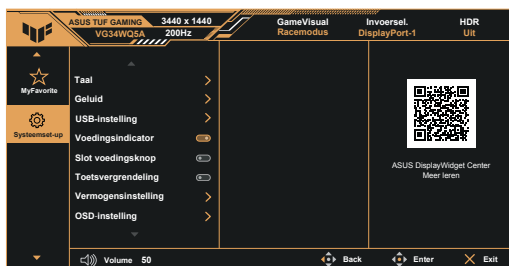 ASUS TUF GAMING 3440 x 1440 GameVisual Invoersel. HDR
VG34WQ5A 200Hz Racemodus DisplayPort-1 Uit
MyFavorite
Systeemset-up
Taal
Geluid
USB-instelling
Voedingsindicator
Slot voedingsknop
Toetsvergrendeling
Vermogensinstelling
OSD-instelling
ASUS DisplayWidget Center
Meer leren
Volume 50 Back Enter Exit